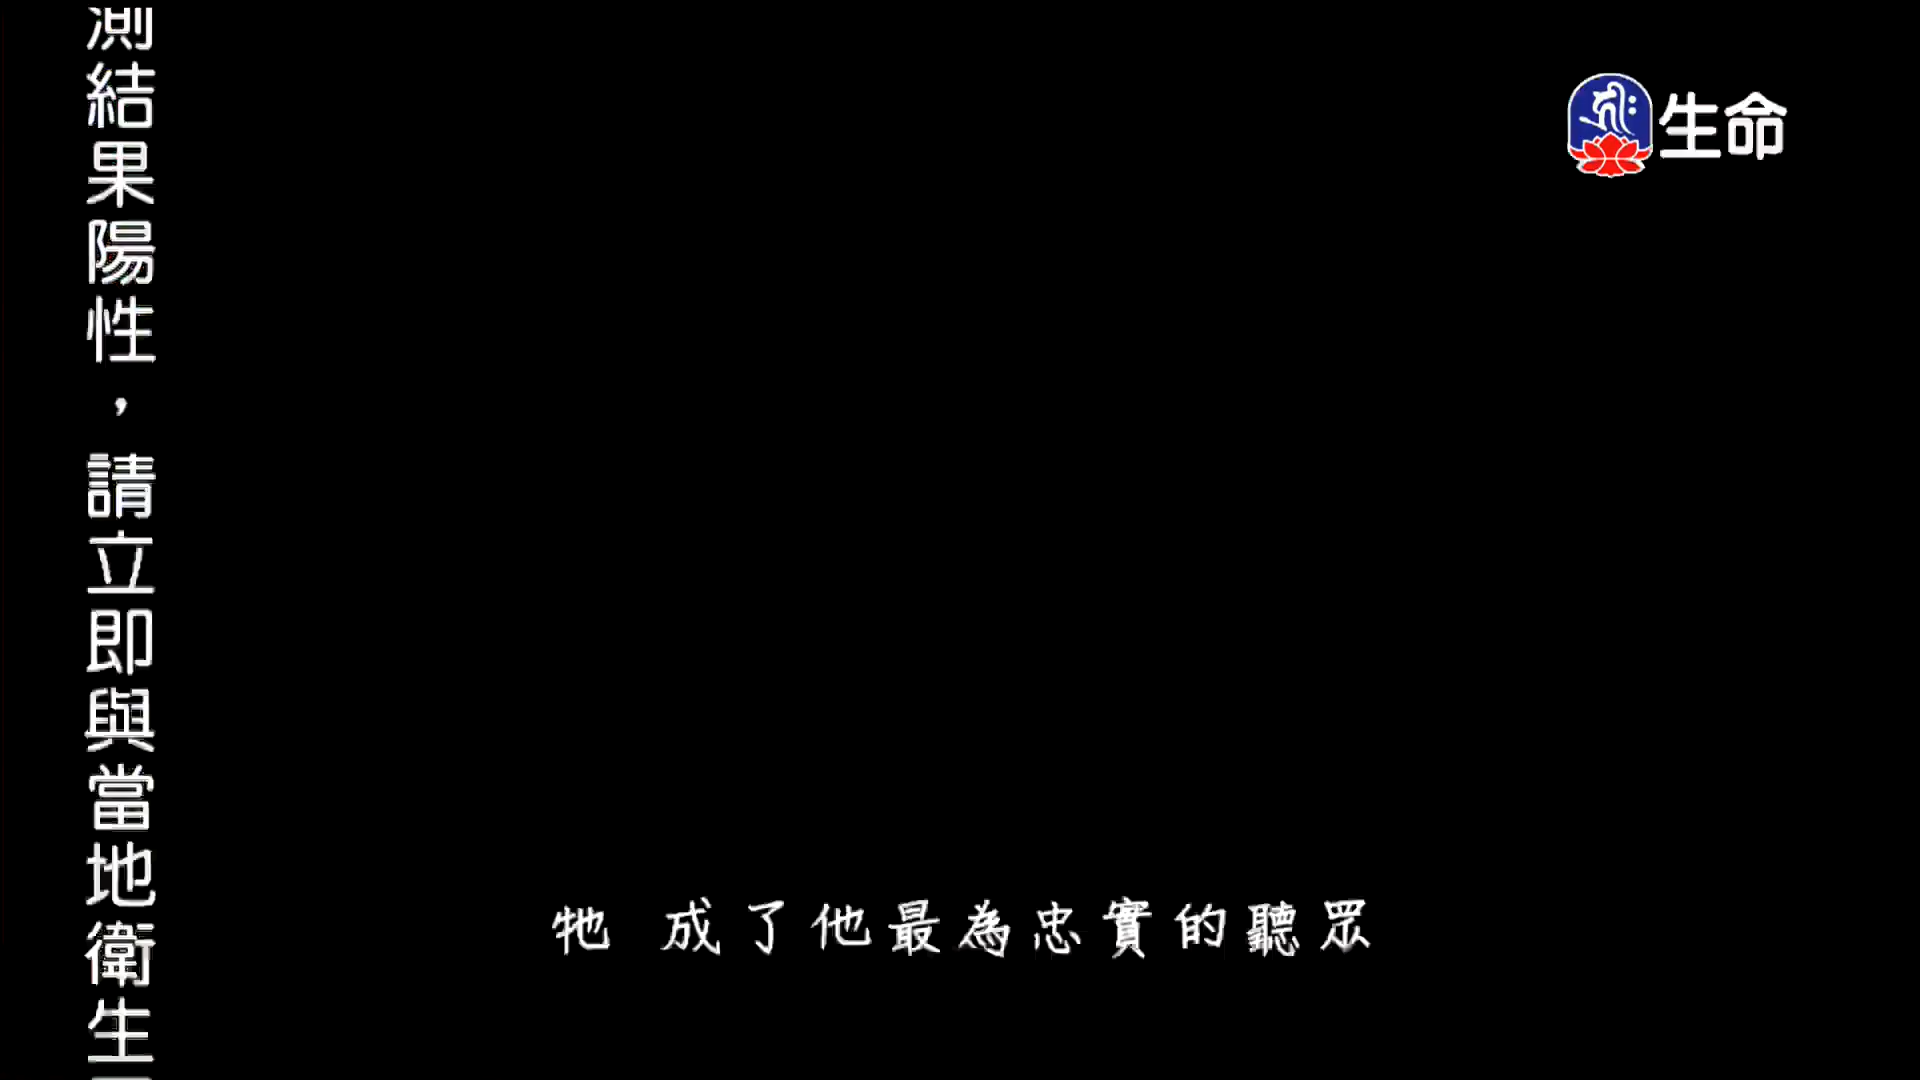 測結果陽性，請立即與當地衛生
生命
牠 成了他最為忠實的聽眾